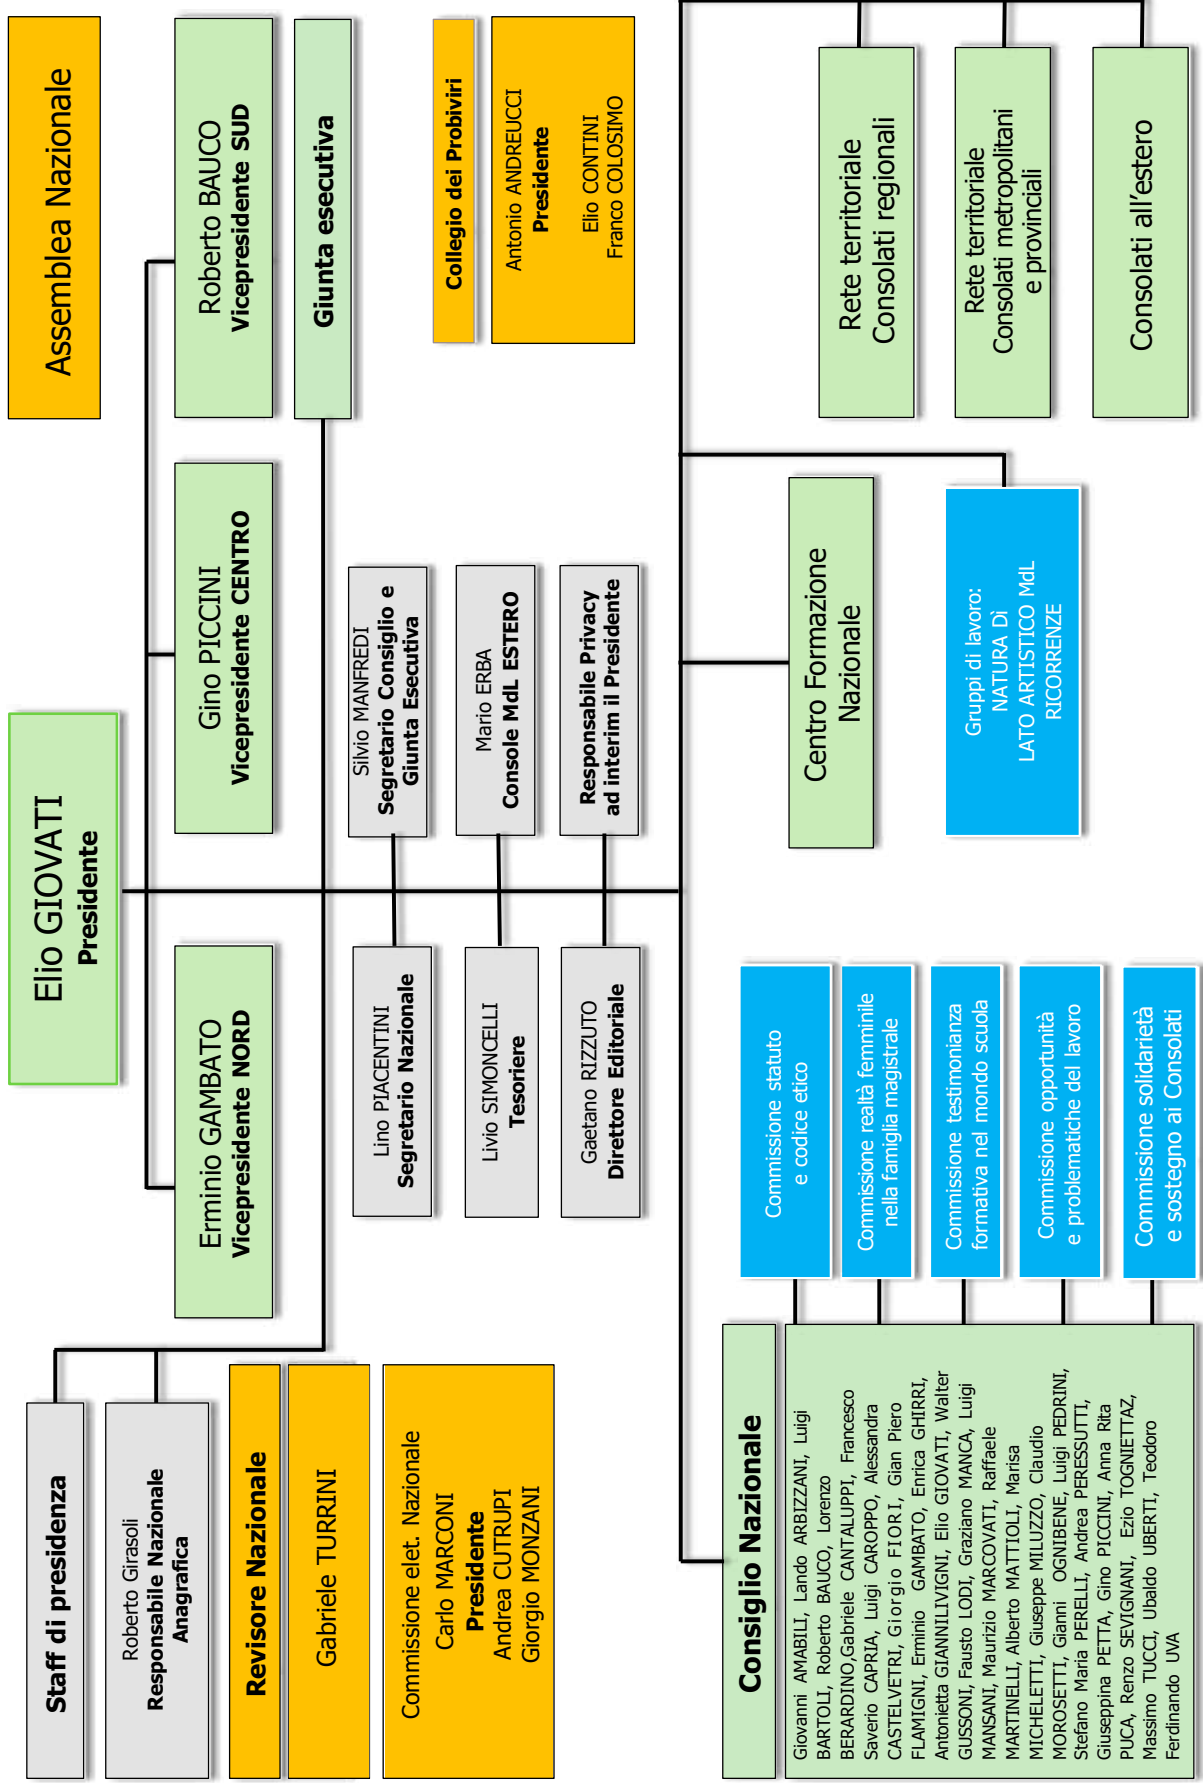 Assemblea Nazionale
Elio GIOVATI
Presidente
Erminio GAMBATO
Vicepresidente NORD
Gino PICCINI
Vicepresidente CENTRO
Roberto BAUCO
Vicepresidente SUD
Staff di presidenza
Roberto Girasoli
Responsabile Nazionale
Anagrafica
Giunta esecutiva
Revisore Nazionale
Gabriele TURRINI
Commissione elet. Nazionale
Carlo MARCONI
Presidente
Andrea CUTRUPI
Giorgio MONZANI
Lino PIACENTINI
Segretario Nazionale
Silvio MANFREDI
Segretario Consiglio e
Giunta Esecutiva
Livio SIMONCELLI
Tesoriere
Mario ERBA
Console MdL ESTERO
Gaetano RIZZUTO
Direttore Editoriale
Responsabile Privacy
ad interim il Presidente
Collegio dei Probiviri
Antonio ANDREUCCI
Presidente
Elio CONTINI
Franco COLOSIMO
Consiglio Nazionale
Giovanni AMABILI, Lando ARBIZZANI, Luigi
BARTOLI, Roberto BAUCO, Lorenzo
BERARDINO,Gabriele CANTALUPPI, Francesco
Saverio CAPRIA, Luigi CAROPPO, Alessandra
CASTELVETRI, Giorgio FIORI, Gian Piero
FLAMIGNI, Erminio GAMBATO, Enrica GHIRRI,
Antonietta GIANNILIVIGNI, Elio GIOVATI, Walter
GUSSONI, Fausto LODI, Graziano MANCA, Luigi
MANSANI, Maurizio MARCOVATI, Raffaele
MARTINELLI, Alberto MATTIOLI, Marisa
MICHELETTI, Giuseppe MILUZZO, Claudio
MOROSETTI, Gianni OGNIBENE, Luigi PEDRINI,
Stefano Maria PERELLI, Andrea PERESSUTTI,
Giuseppina PETTA, Gino PICCINI, Anna Rita
PUCA, Renzo SEVIGNANI, Ezio TOGNIETTAZ,
Massimo TUCCI, Ubaldo UBERTI, Teodoro
Ferdinando UVA
Commissione statuto
e codice etico
Commissione realtà femminile
nella famiglia magistrale
Commissione testimonianza
formativa nel mondo scuola
Commissione opportunità
e problematiche del lavoro
Commissione solidarietà
e sostegno ai Consolati
Centro Formazione
Nazionale
Gruppi di lavoro:
NATURA Dì
LATO ARTISTICO MdL
RICORRENZE
Rete territoriale
Consolati regionali
Rete territoriale
Consolati metropolitani
e provinciali
Consolati all'estero